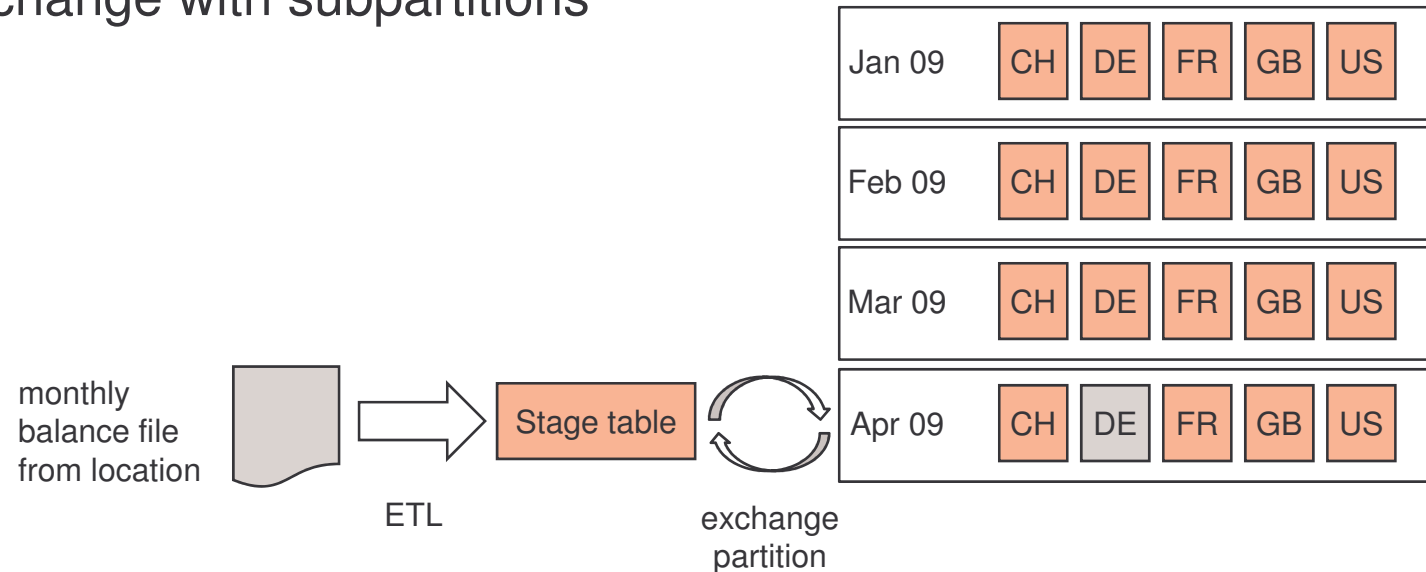 change with subpartitions
Jan 09 CH DE FR GB US
Feb 09 CH DE FR GB US
Mar 09 CH DE FR GB US
monthly
balance file
from location
Stage table
Apr 09 CH DE FR GB US
ETL
exchange
partition